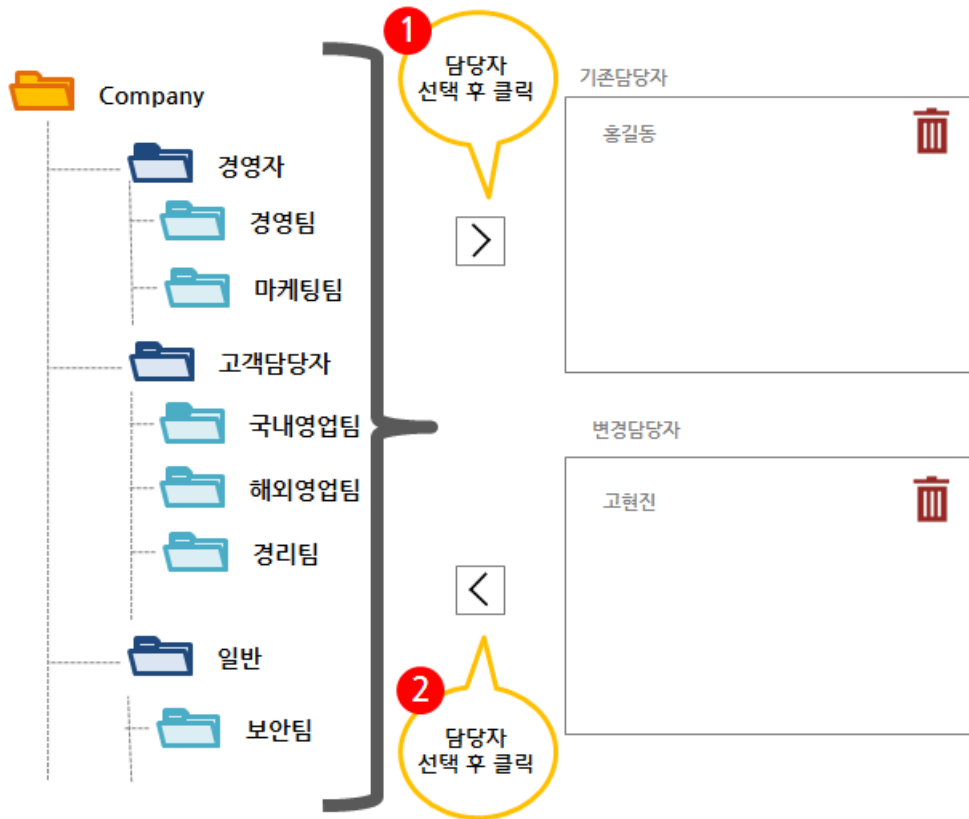 Company
경영자
경영팀
마케팅팀
고객담당자
국내영업팀
해외영업팀
경리팀
일반
보안팀
1
담당자
선택 후 클릭
>
기존담당자
홍길동
변경담당자
고현진
<
2
담당자
선택 후 클릭